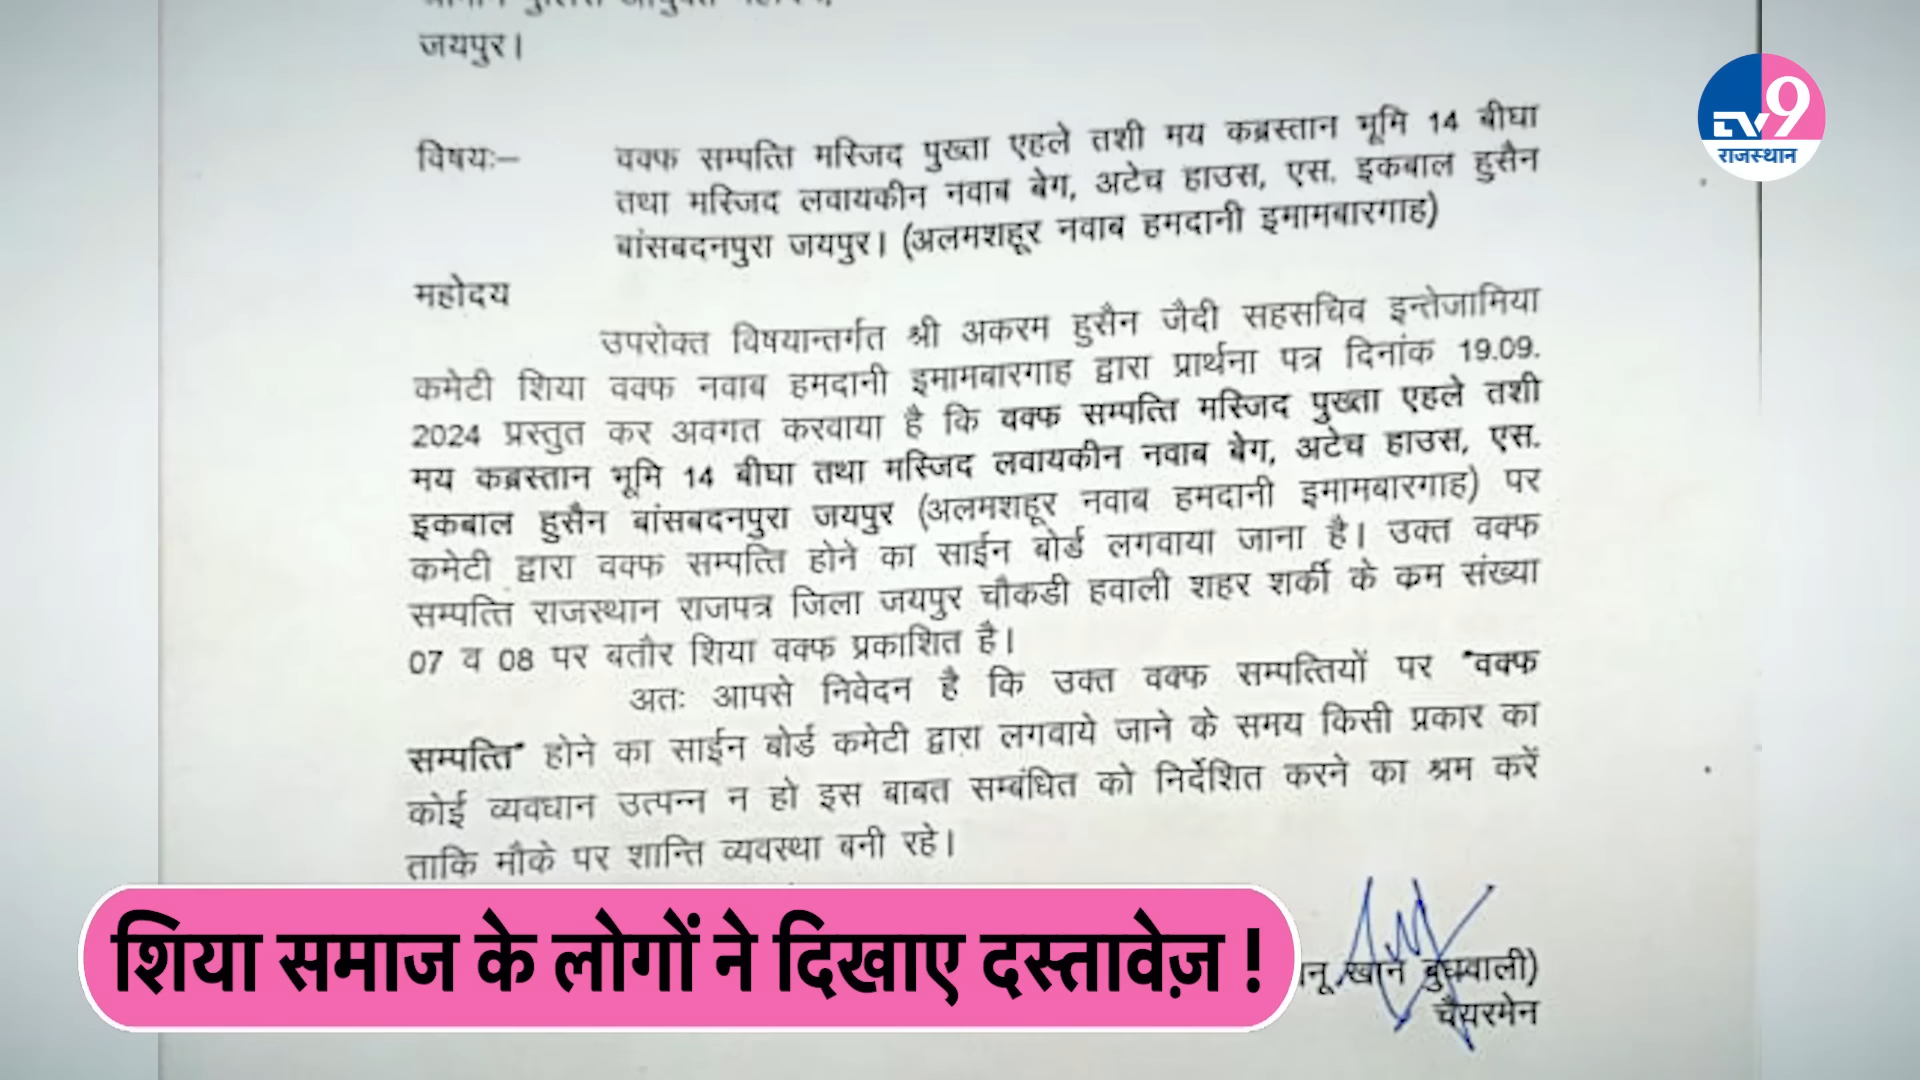 जयपुर।
विषयः– वक्फ सम्पत्ति मस्जिद पुख्ता एहले तशी मय कब्रस्तान भूमि 14 बीघा
तथा मस्जिद लवायकीन नवाब बेग, अटेच हाउस, एस. इकबाल हुसैन
बांसबदनपुरा जयपुर। (अलमशहूर नवाब हमदानी इमामबारगाह)
महोदय
उपरोक्त विषयान्तर्गत श्री अकरम हुसैन जैदी सहसचिव इन्तेजामिया
कमेटी शिया वक्फ नवाब हमदानी इमामबारगाह द्वारा प्रार्थना पत्र दिनांक 19.09.
2024 प्रस्तुत कर अवगत करवाया है कि वक्फ सम्पत्ति मस्जिद पुख्ता एहले तशी
मय कब्रस्तान भूमि 14 बीघा तथा मस्जिद लवायकीन नवाब बेग, अटेच हाउस, एस.
इकबाल हुसैन बांसबदनपुरा जयपुर (अलमशहूर नवाब हमदानी इमामबारगाह) पर
कमेटी द्वारा वक्फ सम्पत्ति होने का साईन बोर्ड लगवाया जाना है। उक्त वक्फ
सम्पत्ति राजस्थान राजपत्र जिला जयपुर चौकडी हवाली शहर शर्की के क्रम संख्या
07 व 08 पर बतौर शिया वक्फ प्रकाशित है।
अतः आपसे निवेदन है कि उक्त वक्फ सम्पत्तियों पर "वक्फ
सम्पत्ति" होने का साईन बोर्ड कमेटी द्वारा लगवाये जाने के समय किसी प्रकार का
कोई व्यवधान उत्पन्न न हो इस बाबत सम्बंधित को निर्देशित करने का श्रम करें
ताकि मौके पर शान्ति व्यवस्था बनी रहे।
खान बुधवाली)
चैयरमेन
शिया समाज के लोगों ने दिखाए दस्तावेज़ !
TV9
राजस्थान